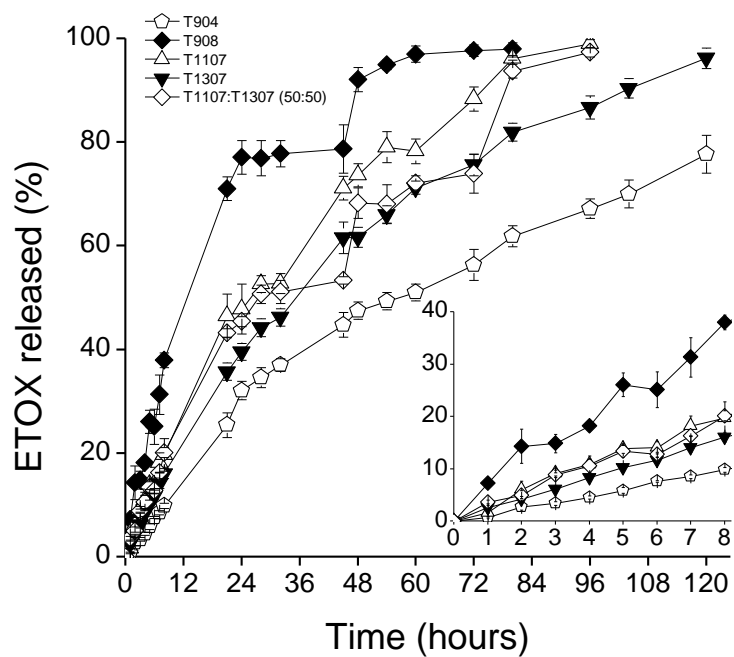 T904
T908
T1107
T1307
T1107:T1307 (50:50)
100
80
60
40
20
0
ETOX released (%)
40
30
20
10
0
0 1 2 3 4 5 6 7 8
0 12 24 36 48 60 72 84 96 108 120
Time (hours)